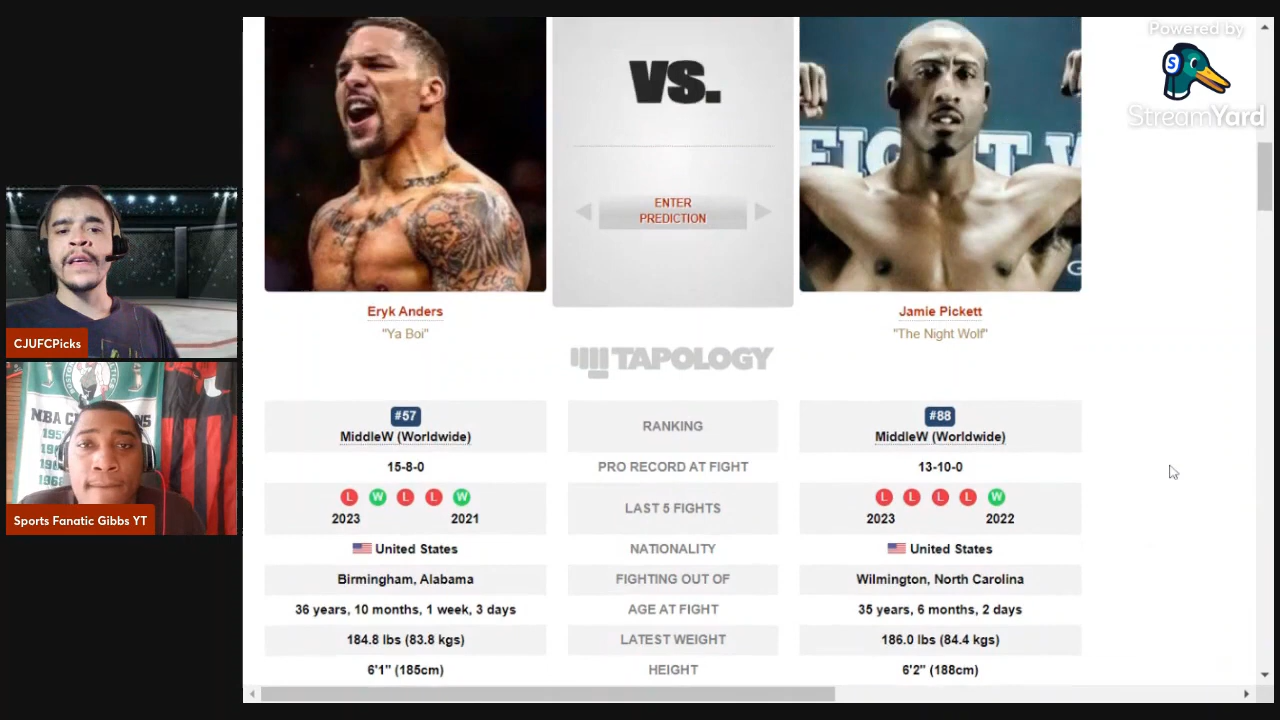 Powered by
S
StreamYard
VS.
FIGHT W
ENTER
PREDICTION
Eryk Anders
"Ya Boi"
Jamie Pickett
"The Night Wolf"
TAPOLOGY
#57
MiddleW (Worldwide)
RANKING
#88
MiddleW (Worldwide)
15-8-0
PRO RECORD AT FIGHT
13-10-0
L W L L W
2023 2021
LAST 5 FIGHTS
L L L L W
2023 2022
United States
NATIONALITY
United States
Birmingham, Alabama
FIGHTING OUT OF
Wilmington, North Carolina
36 years, 10 months, 1 week, 3 days
AGE AT FIGHT
35 years, 6 months, 2 days
184.8 lbs (83.8 kgs)
LATEST WEIGHT
186.0 lbs (84.4 kgs)
6'1" (185cm)
HEIGHT
6'2" (188cm)
CJUFCPicks
Sports Fanatic Gibbs YT